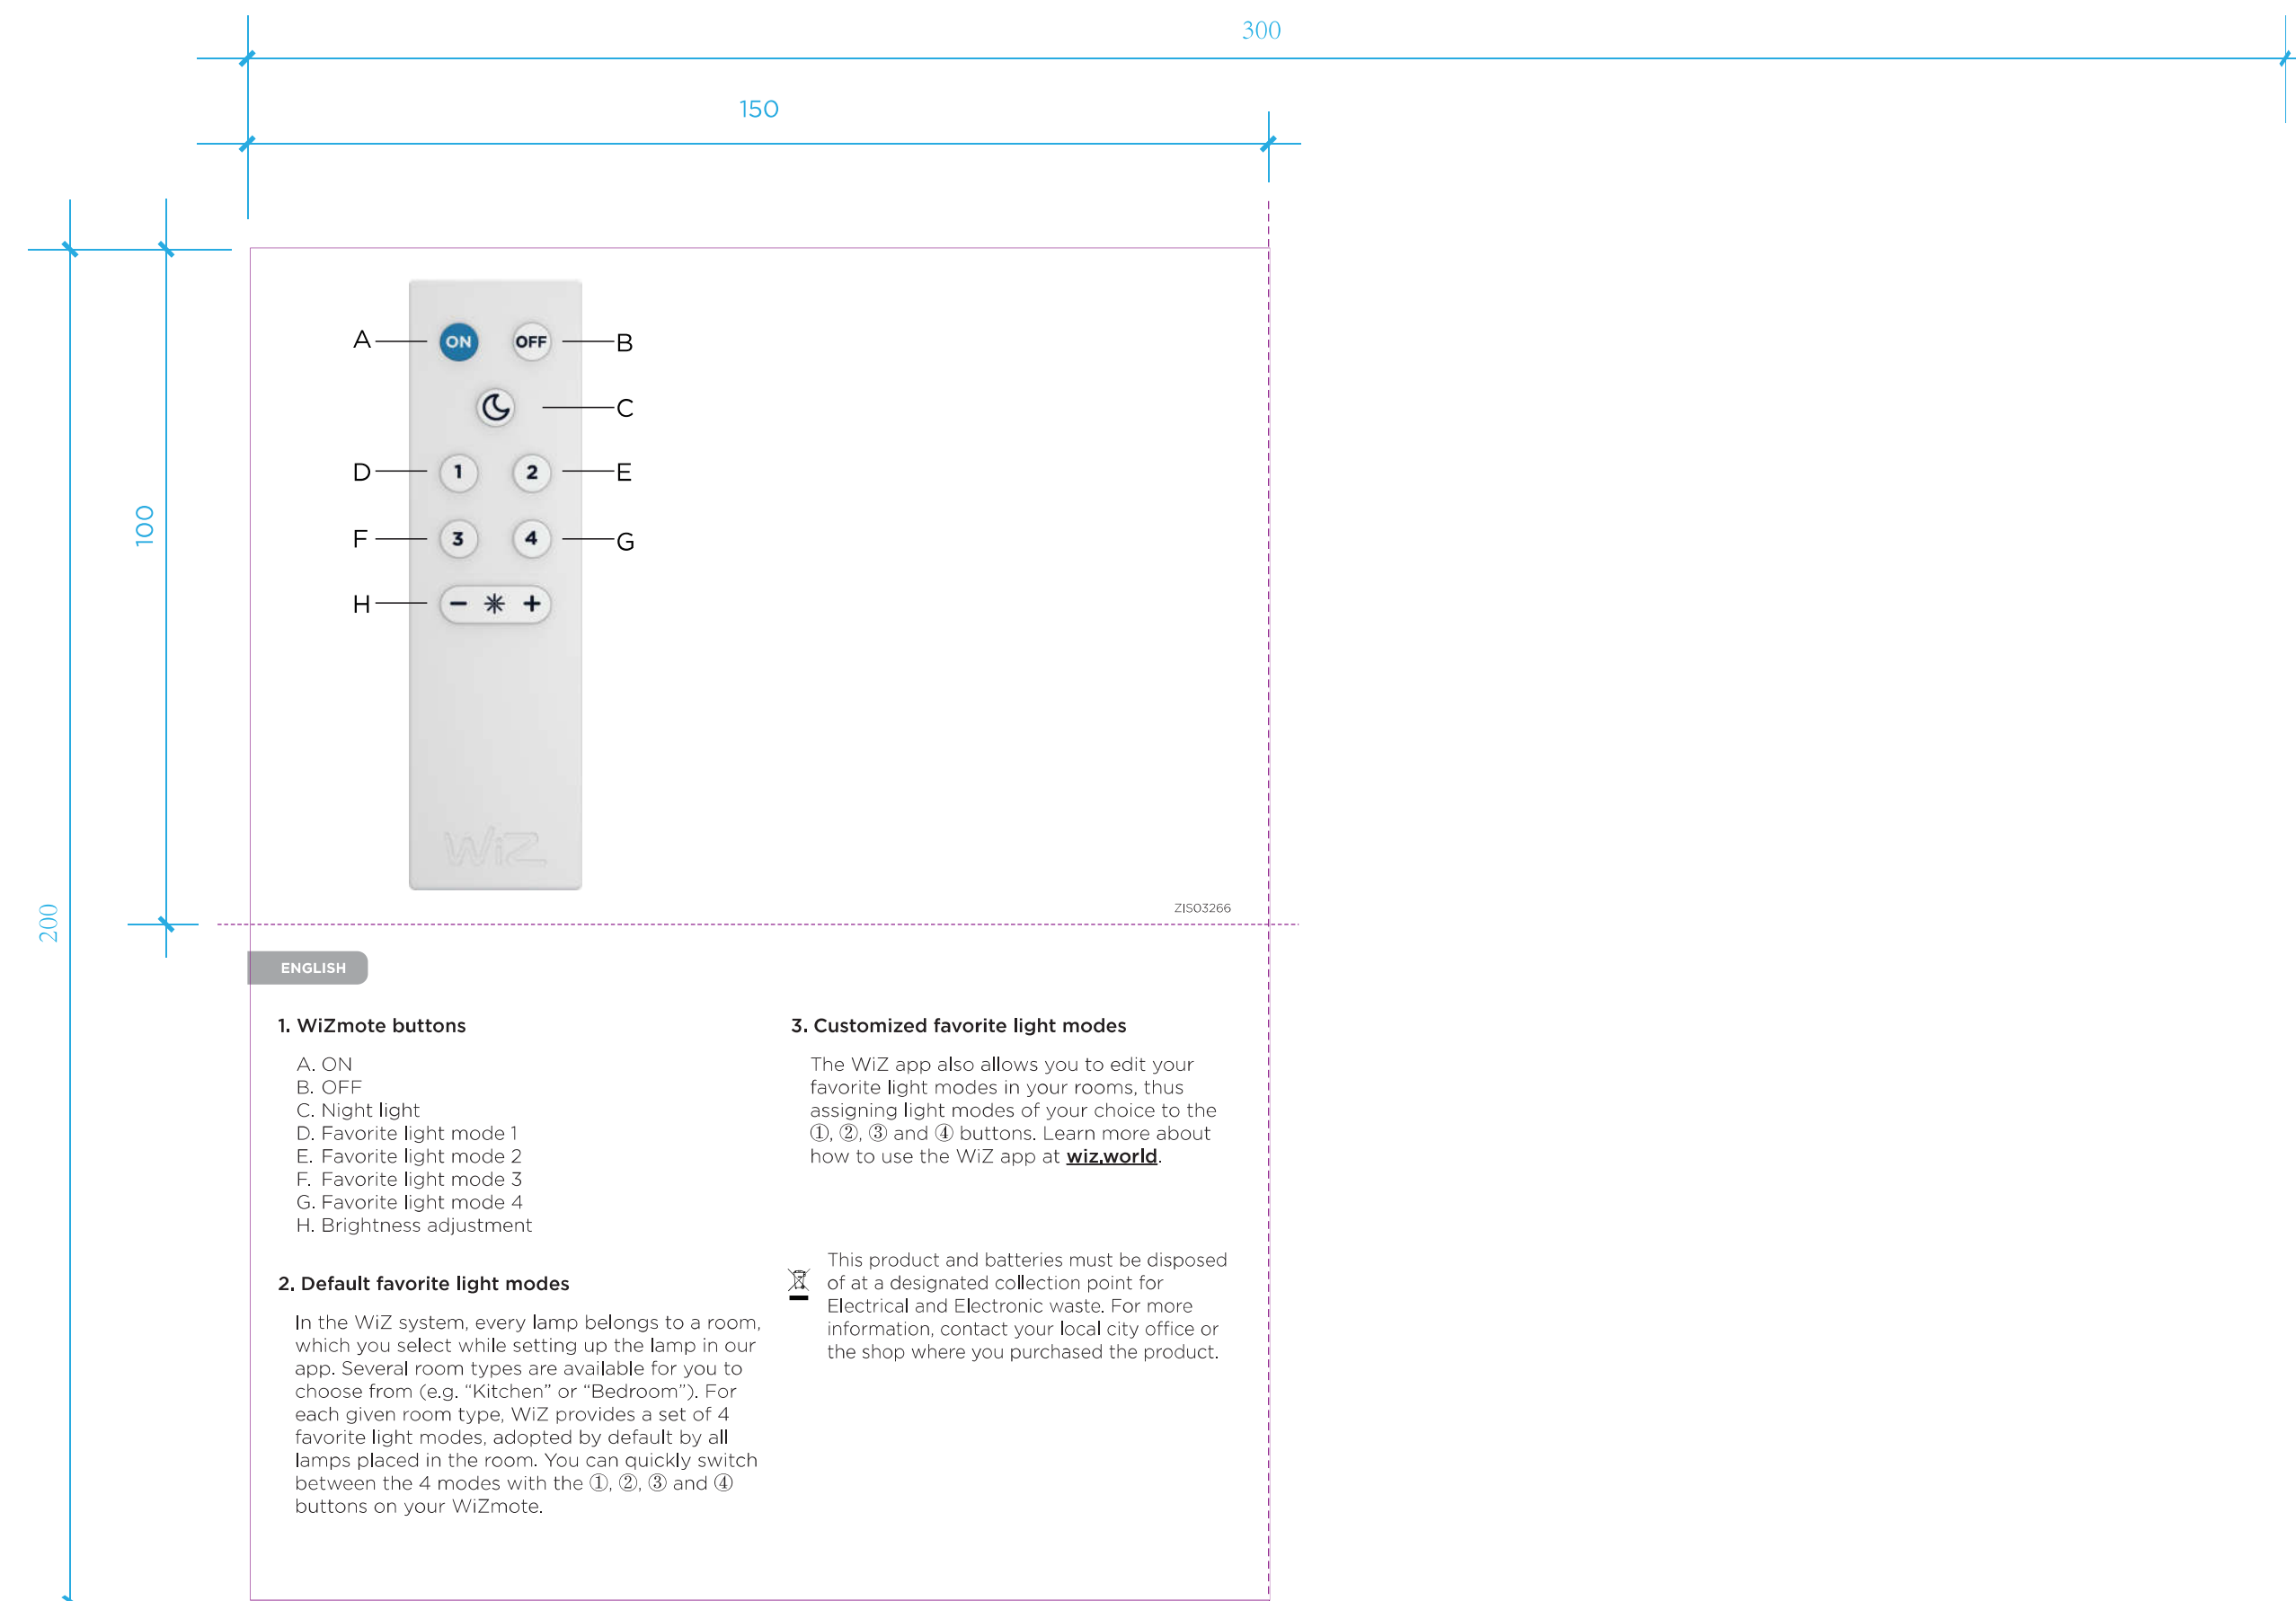 300
150
100
200
A
ON
OFF
B
C
D
1
2
E
F
3
4
G
H
− +
WiZ
ZIS03266
ENGLISH
1. WiZmote buttons
A. ON
B. OFF
C. Night light
D. Favorite light mode 1
E. Favorite light mode 2
F. Favorite light mode 3
G. Favorite light mode 4
H. Brightness adjustment
2. Default favorite light modes
In the WiZ system, every lamp belongs to a room,
which you select while setting up the lamp in our
app. Several room types are available for you to
choose from (e.g. “Kitchen” or “Bedroom”). For
each given room type, WiZ provides a set of 4
favorite light modes, adopted by default by all
lamps placed in the room. You can quickly switch
between the 4 modes with the ①, ②, ③ and ④
buttons on your WiZmote.
3. Customized favorite light modes
The WiZ app also allows you to edit your
favorite light modes in your rooms, thus
assigning light modes of your choice to the
①, ②, ③ and ④ buttons. Learn more about
how to use the WiZ app at wiz.world.
This product and batteries must be disposed
of at a designated collection point for
Electrical and Electronic waste. For more
information, contact your local city office or
the shop where you purchased the product.